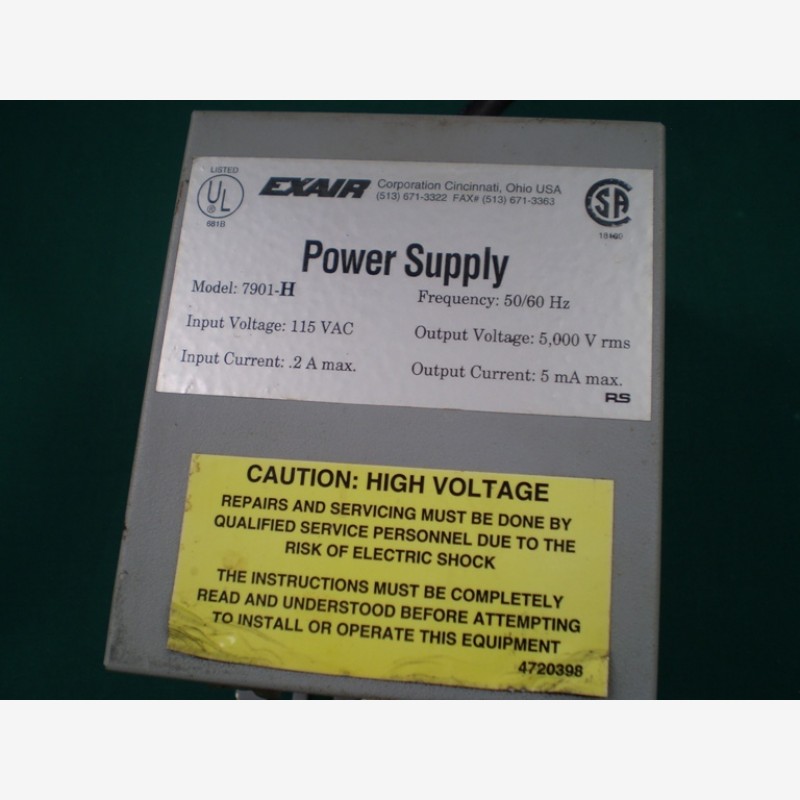 LISTED
UL
®
681B
EXAIR Corporation Cincinnati, Ohio USA
(513) 671-3322 FAX# (513) 671-3363
SA
Power Supply
Model: 7901-H
Frequency: 50/60 Hz
Input Voltage: 115 VAC
Output Voltage: 5,000 V rms
Input Current: .2 A max.
Output Current: 5 mA max.
RS
CAUTION: HIGH VOLTAGE
REPAIRS AND SERVICING MUST BE DONE BY
QUALIFIED SERVICE PERSONNEL DUE TO THE
RISK OF ELECTRIC SHOCK
THE INSTRUCTIONS MUST BE COMPLETELY
READ AND UNDERSTOOD BEFORE ATTEMPTING
TO INSTALL OR OPERATE THIS EQUIPMENT
4720398